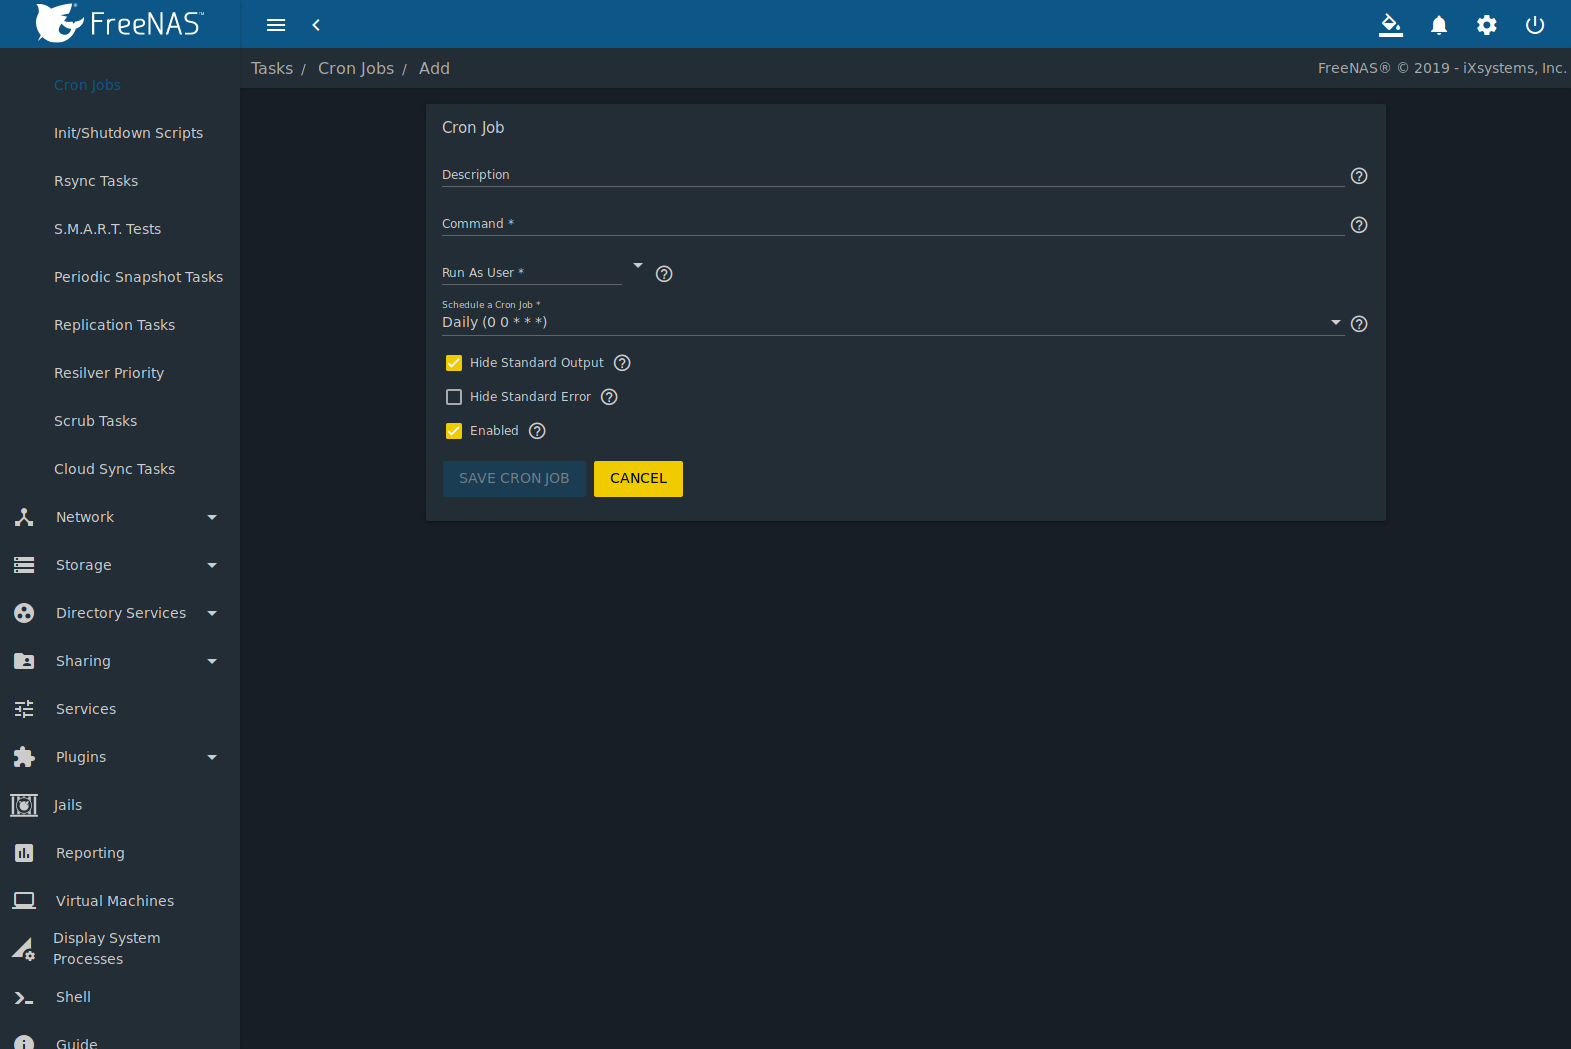 FreeNAS™
Tasks / Cron Jobs / Add
FreeNAS® © 2019 - iXsystems, Inc.
Cron Jobs
Init/Shutdown Scripts
Rsync Tasks
S.M.A.R.T. Tests
Periodic Snapshot Tasks
Replication Tasks
Resilver Priority
Scrub Tasks
Cloud Sync Tasks
Network
Storage
Directory Services
Sharing
Services
Plugins
Jails
Reporting
Virtual Machines
Display System
Processes
Shell
Guide
Cron Job
Description
Command *
Run As User *
Schedule a Cron Job *
Daily (0 0 * * *)
Hide Standard Output
Hide Standard Error
Enabled
SAVE CRON JOB
CANCEL